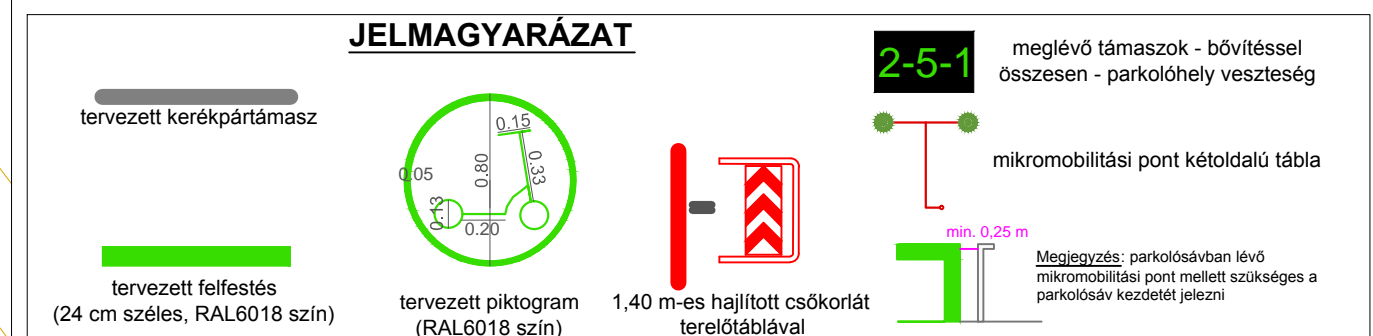 JELMAGYARÁZAT
tervezett kerékpártámasz
tervezett felfestés
(24 cm széles, RAL6018 szín)
0.15
0.05
0.80
0.33
0.13
0.20
tervezett piktogram
(RAL6018 szín)
1,40 m-es hajlított csőkorlát
terelőtáblával
2-5-1
meglévő támaszok - bővítéssel
összesen - parkolóhely veszteség
mikromobilitási pont kétoldalú tábla
min. 0,25 m
Megjegyzés: parkolósávban lévő
mikromobilitási pont mellett szükséges a
parkolósáv kezdetét jelezni